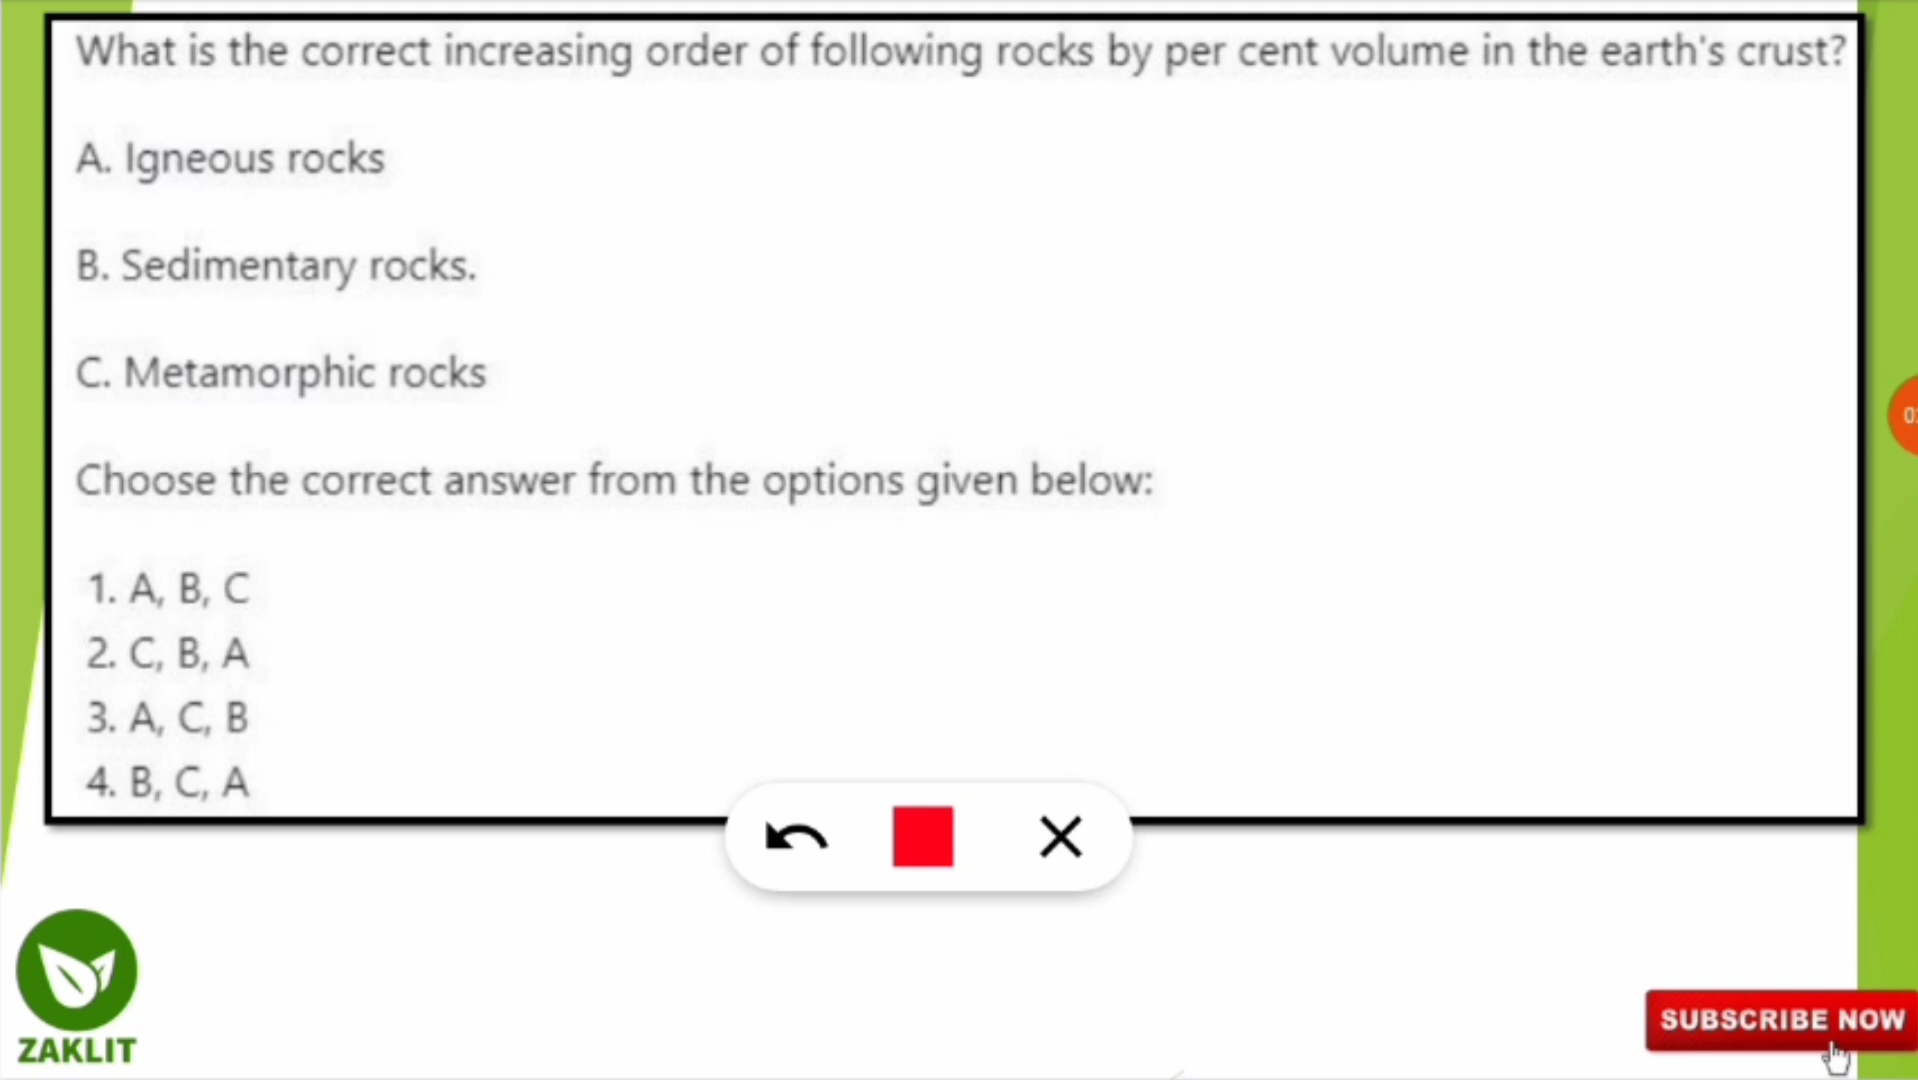 What is the correct increasing order of following rocks by per cent volume in the earth's crust?
A. Igneous rocks
B. Sedimentary rocks.
C. Metamorphic rocks
Choose the correct answer from the options given below:
1. A, B, C
2. C, B, A
3. A, C, B
4. B, C, A
ZAKLIT
SUBSCRIBE NOW